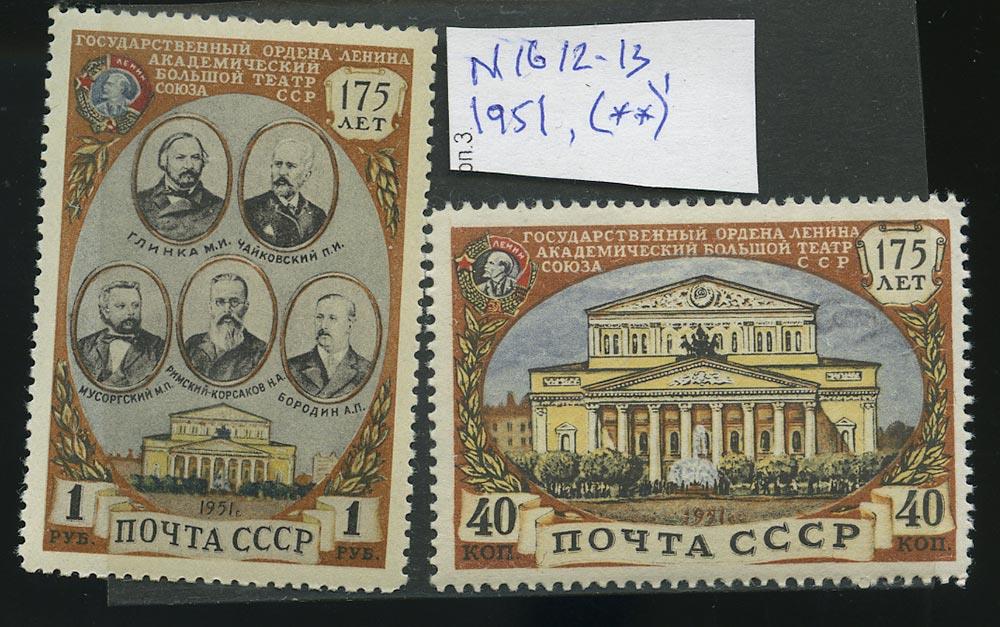 ГОСУДАРСТВЕННЫЙ ОРДЕНА ЛЕНИНА
АКАДЕМИЧЕСКИЙ
БОЛЬШОЙ ТЕАТР
СОЮЗА ССР
ЛЕНИН
175
ЛЕТ
ГЛИНКА М.И. ЧАЙКОВСКИЙ П.И.
МУСОРГСКИЙ М.П. РИМСКИЙ-КОРСАКОВ Н.А. БОРОДИН А.П.
1951г.
1 РУБ.
ПОЧТА СССР
1 РУБ.
N 1612-13,
1951, (**)
оп.3
ГОСУДАРСТВЕННЫЙ ОРДЕНА ЛЕНИНА
АКАДЕМИЧЕСКИЙ БОЛЬШОЙ ТЕАТР
СОЮЗА ССР
ЛЕНИН
175
ЛЕТ
1951г.
40 КОП.
ПОЧТА СССР
40 КОП.